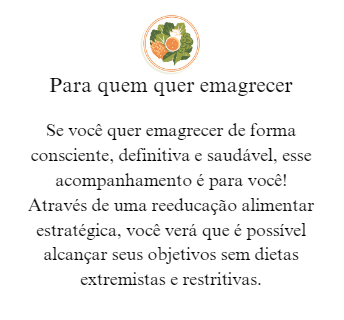 Para quem quer emagrecer
Se você quer emagrecer de forma
consciente, definitiva e saudável, esse
acompanhamento é para você!
Através de uma reeducação alimentar
estratégica, você verá que é possível
alcançar seus objetivos sem dietas
extremistas e restritivas.